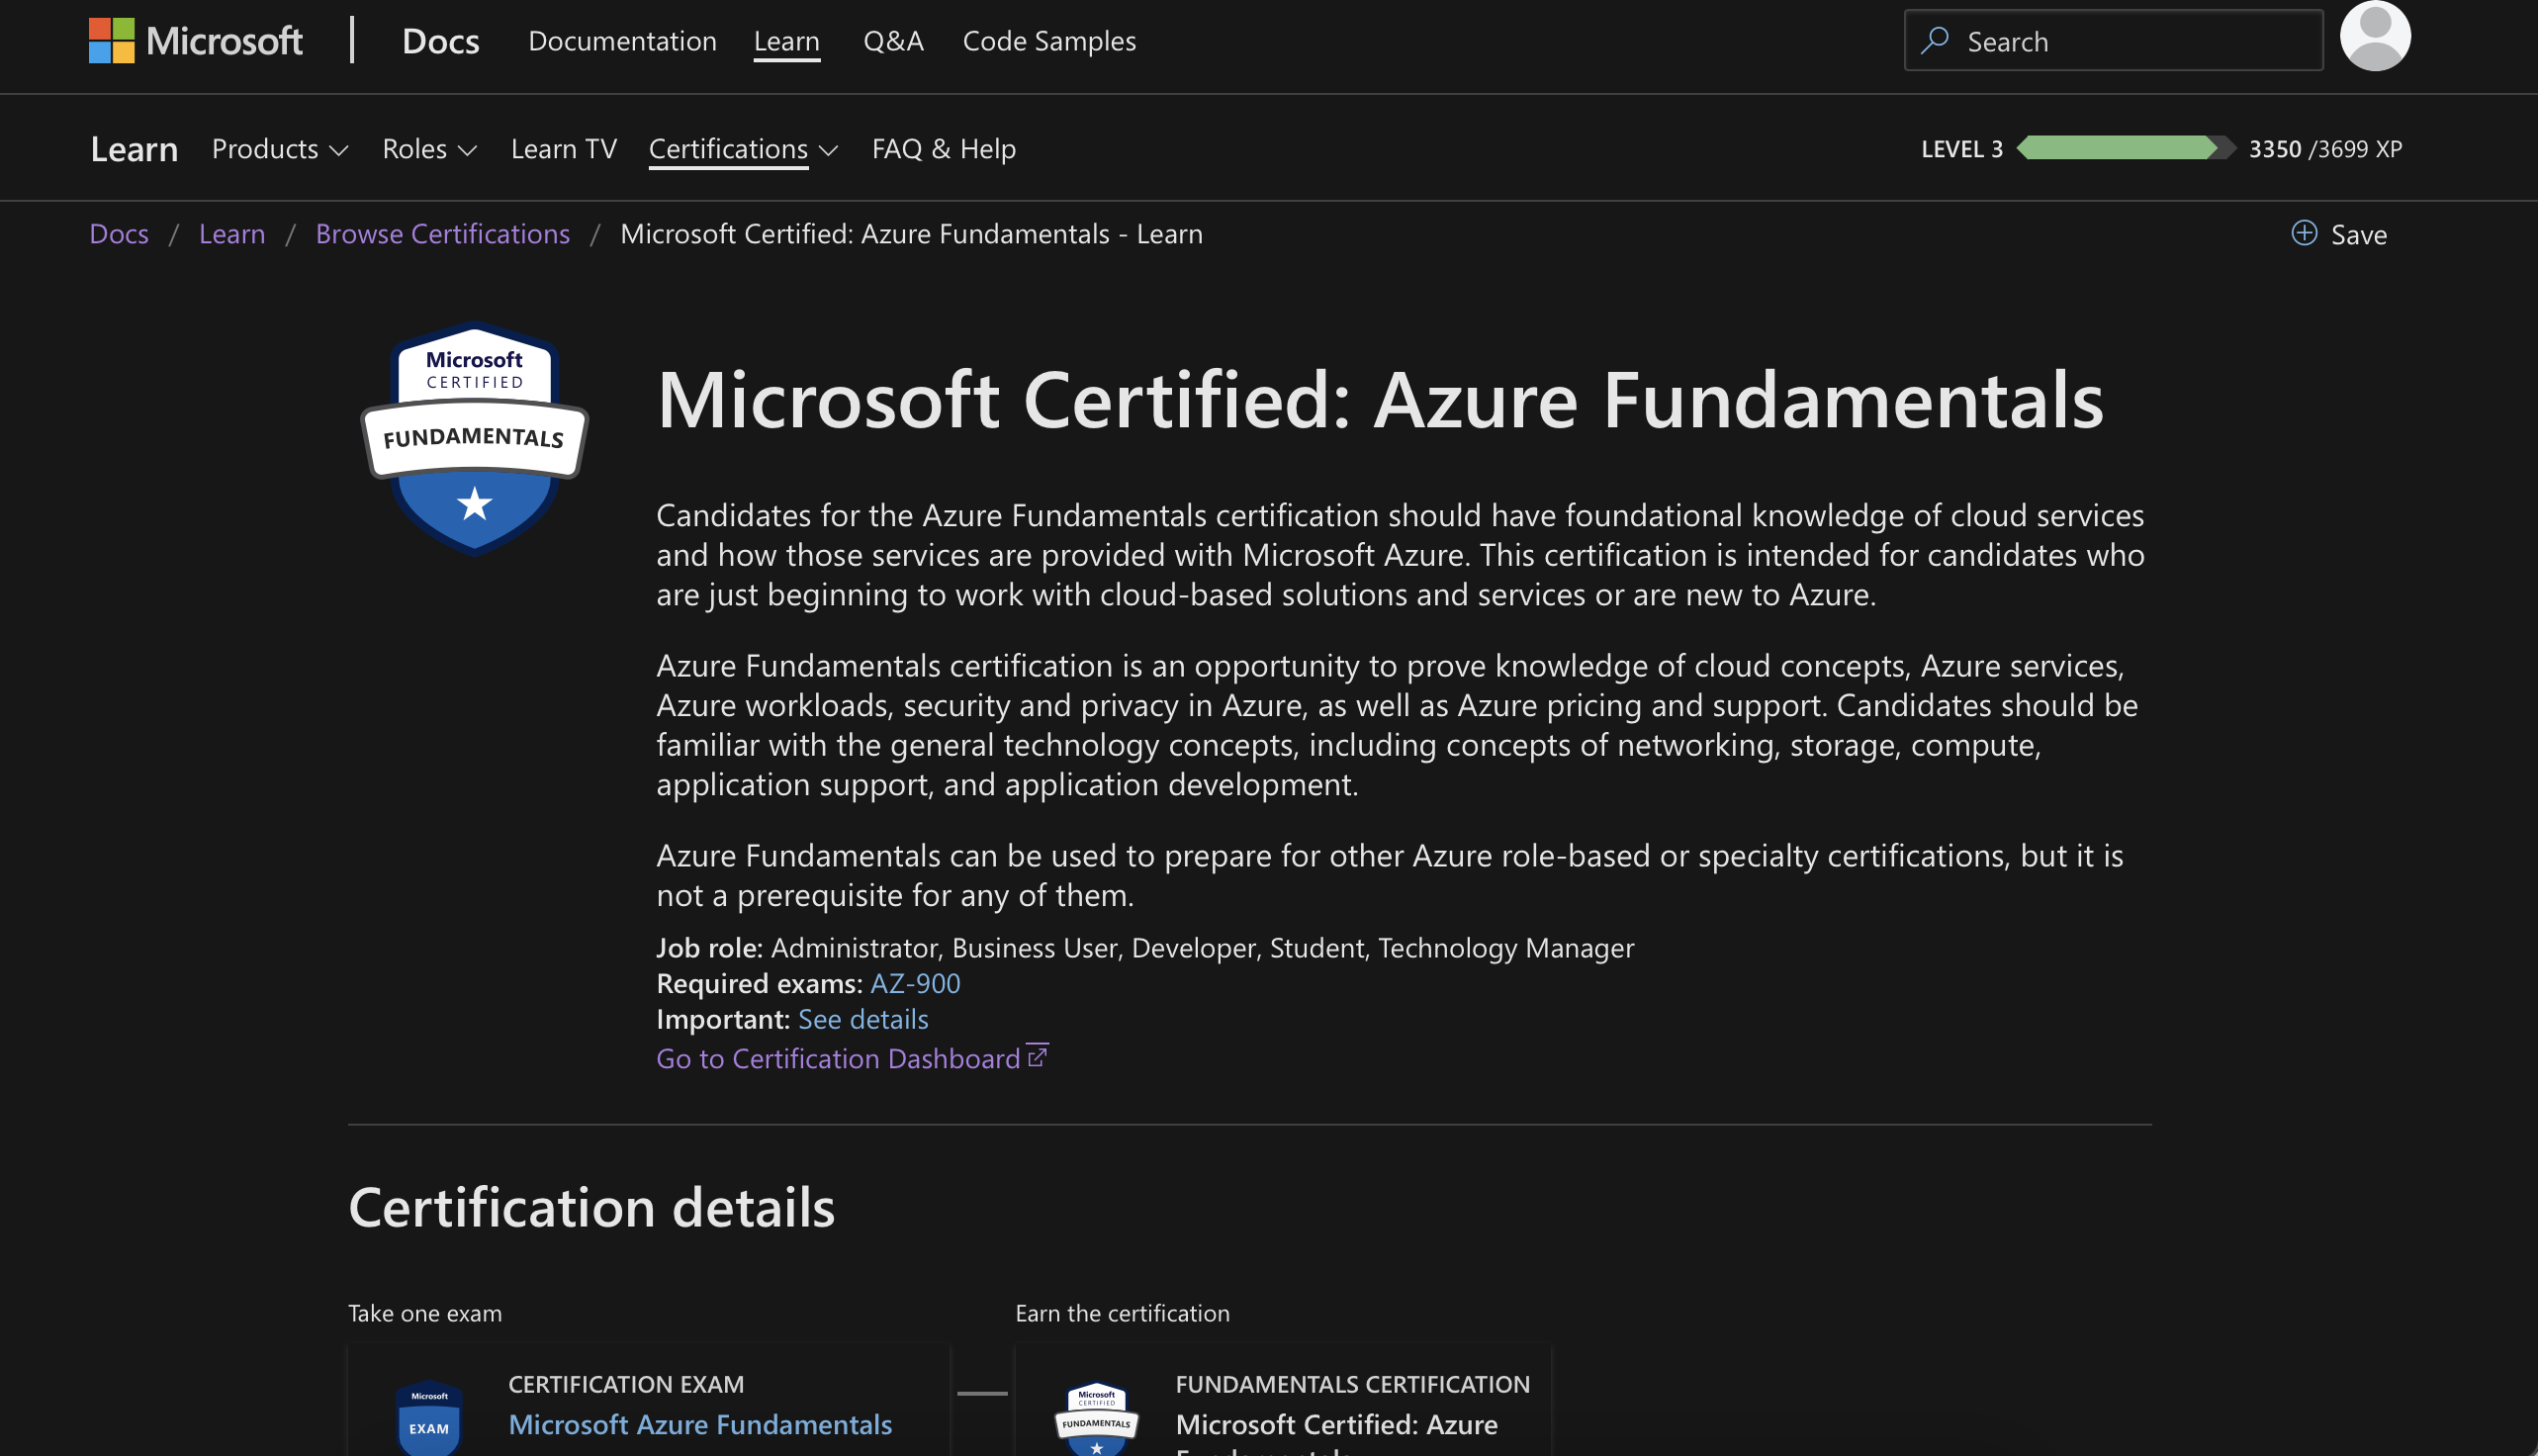 Microsoft
Docs Documentation Learn Q&A Code Samples
Search
Learn Products Roles Learn TV Certifications FAQ & Help
LEVEL 3 3350 /3699 XP
Docs / Learn / Browse Certifications / Microsoft Certified: Azure Fundamentals - Learn
Save
Microsoft
CERTIFIED
FUNDAMENTALS
Microsoft Certified: Azure Fundamentals
Candidates for the Azure Fundamentals certification should have foundational knowledge of cloud services
and how those services are provided with Microsoft Azure. This certification is intended for candidates who
are just beginning to work with cloud-based solutions and services or are new to Azure.
Azure Fundamentals certification is an opportunity to prove knowledge of cloud concepts, Azure services,
Azure workloads, security and privacy in Azure, as well as Azure pricing and support. Candidates should be
familiar with the general technology concepts, including concepts of networking, storage, compute,
application support, and application development.
Azure Fundamentals can be used to prepare for other Azure role-based or specialty certifications, but it is
not a prerequisite for any of them.
Job role: Administrator, Business User, Developer, Student, Technology Manager
Required exams: AZ-900
Important: See details
Go to Certification Dashboard
Certification details
Take one exam
Microsoft
EXAM
CERTIFICATION EXAM
Microsoft Azure Fundamentals
Earn the certification
Microsoft
CERTIFIED
FUNDAMENTALS
FUNDAMENTALS CERTIFICATION
Microsoft Certified: Azure